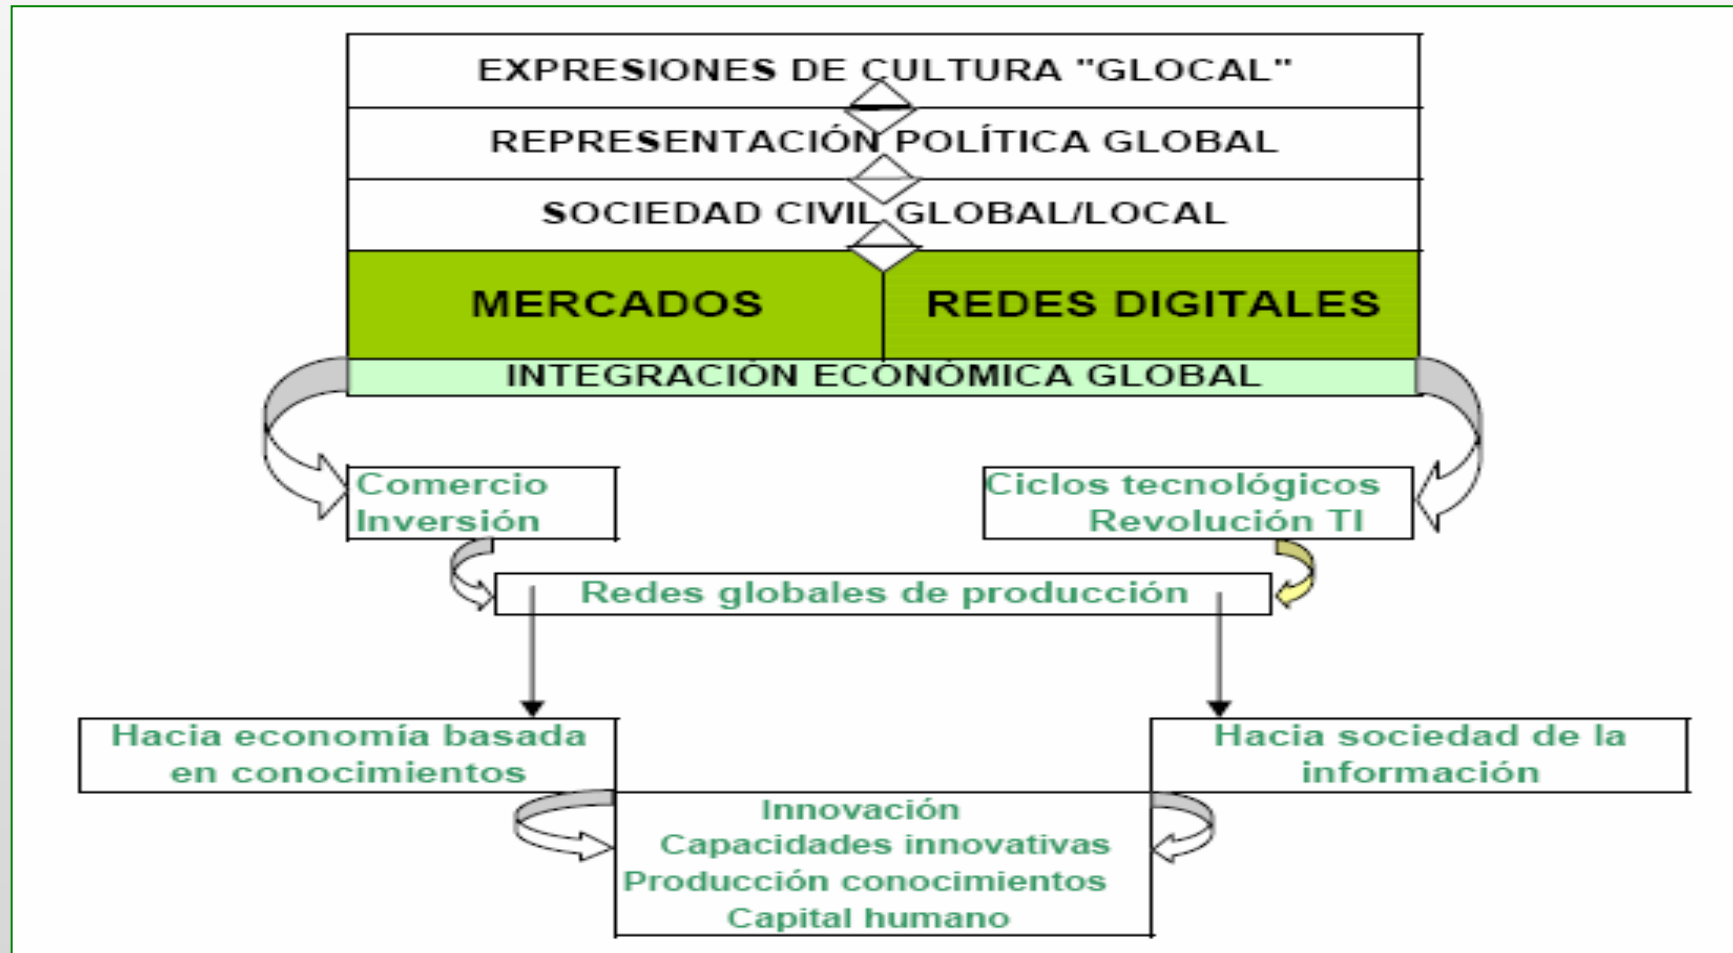 EXPRESIONES DE CULTURA "GLOCAL"
REPRESENTACIÓN POLÍTICA GLOBAL
SOCIEDAD CIVIL GLOBAL/LOCAL
MERCADOS
REDES DIGITALES
INTEGRACIÓN ECONÓMICA GLOBAL
Comercio
Inversión
Ciclos tecnológicos
Revolución TI
Redes globales de producción
Hacia economía basada
en conocimientos
Hacia sociedad de la
información
Innovación
Capacidades innovativas
Producción conocimientos
Capital humano